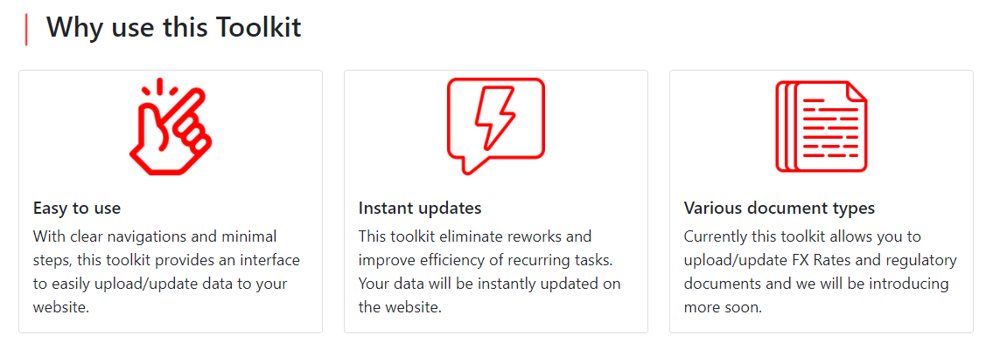 Why use this Toolkit
Easy to use
With clear navigations and minimal
steps, this toolkit provides an interface
to easily upload/update data to your
website.
Instant updates
This toolkit eliminate reworks and
improve efficiency of recurring tasks.
Your data will be instantly updated on
the website.
Various document types
Currently this toolkit allows you to
upload/update FX Rates and regulatory
documents and we will be introducing
more soon.